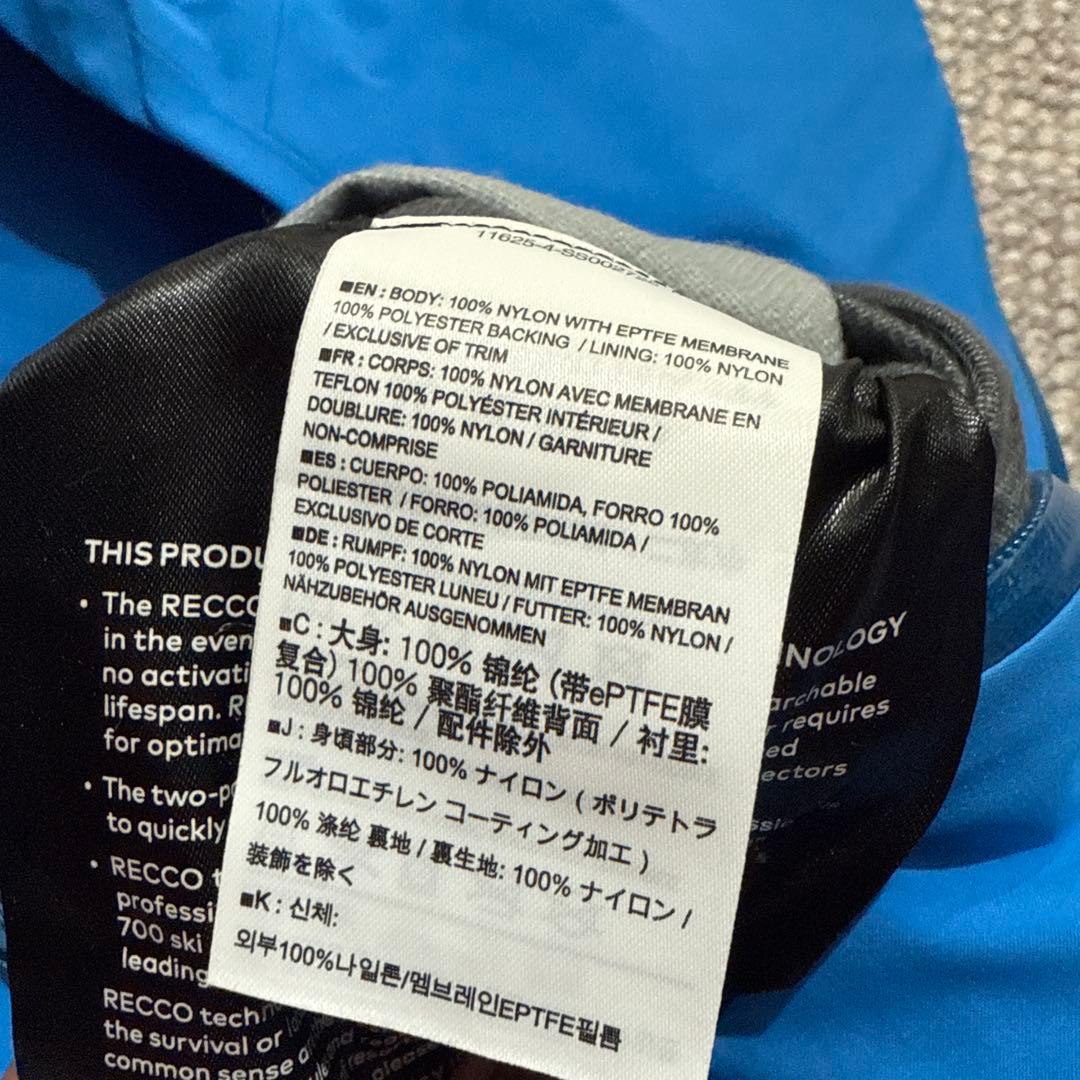 ■EN : BODY: 100% NYLON WITH EPTFE MEMBRANE
100% POLYESTER BACKING / LINING: 100% NYLON
/EXCLUSIVE OF TRIM
■FR : CORPS: 100% NYLON AVEC MEMBRANE EN
TEFLON 100% POLYÉSTER INTÉRIEUR /
DOUBLURE: 100% NYLON / GARNITURE
NON-COMPRISE
■ES : CUERPO: 100% POLIAMIDA, FORRO 100%
POLIESTER / FORRO: 100% POLIAMIDA /
EXCLUSIVO DE CORTE
■DE : RUMPF: 100% NYLON MIT EPTFE MEMBRAN
100% POLYESTER LUNEU / FUTTER: 100% NYLON /
NÄHZUBEHÖR AUSGENOMMEN
■C : 大身: 100% 锦纶 (带ePTFE膜
复合) 100% 聚酯纤维背面 / 衬里:
100% 锦纶 / 配件除外
■J : 身頃部分: 100% ナイロン ( ポリテトラ
フルオロエチレン コーティング加工 )
100% 涤纶 裏地 / 裏生地: 100% ナイロン /
装飾を除く
■K : 신체:
외부100%나일론/멤브레인EPTFE필름
THIS PRODU
• The RECCO
in the even
no activati
lifespan. R
for optima
• The two-p
to quickly
• RECCO
professi
700 ski
leading
RECCO techn
the survival or
common sense
NOLOGY
archable
r requires
ed
ectors